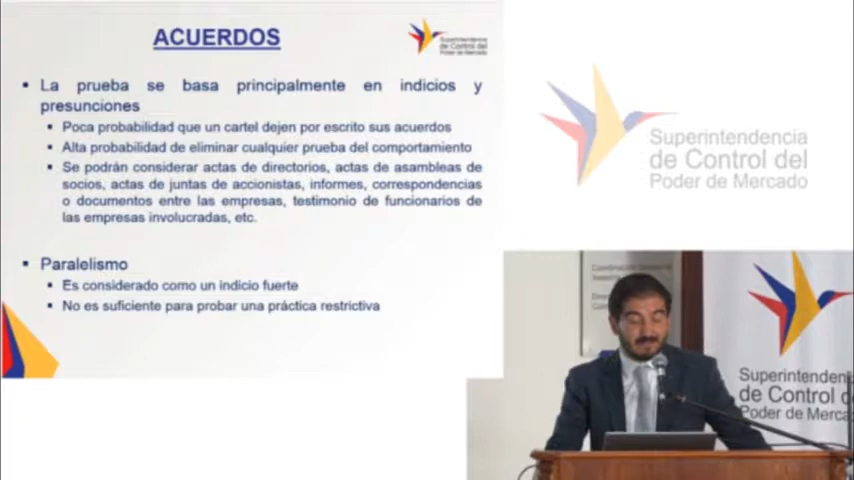 ACUERDOS
Superintendencia
de Control del
Poder de Mercado
La prueba se basa principalmente en indicios y
presunciones
Poca probabilidad que un cartel dejen por escrito sus acuerdos
Alta probabilidad de eliminar cualquier prueba del comportamiento
Se podrán considerar actas de directorios, actas de asambleas de
socios, actas de juntas de accionistas, informes, correspondencias
o documentos entre las empresas, testimonio de funcionarios de
las empresas involucradas, etc.
Paralelismo
Es considerado como un indicio fuerte
No es suficiente para probar una práctica restrictiva
Superintendencia
de Control del
Poder de Mercado
Coordinación
Superintenden
de Control d
Poder de Merca